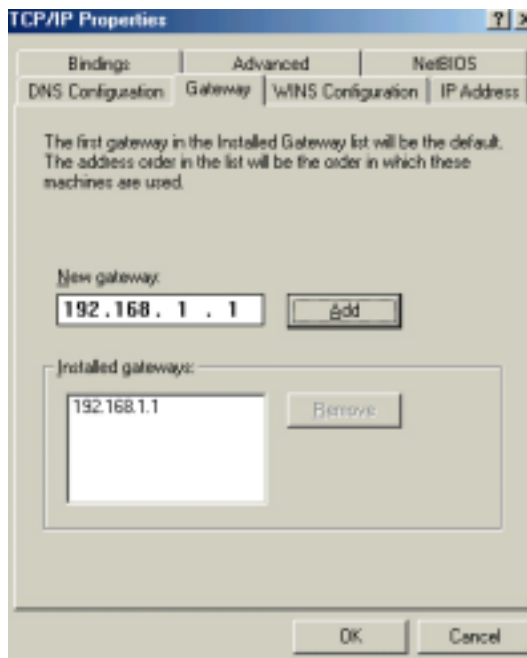 TCP/IP Properties
Bindings Advanced NetBIOS
DNS Configuration Gateway WINS Configuration IP Address
The first gateway in the Installed Gateway list will be the default.
The address order in the list will be the order in which these
machines are used.
New gateway:
192.168. 1 . 1 Add
Installed gateways:
192.168.1.1 Remove
OK Cancel